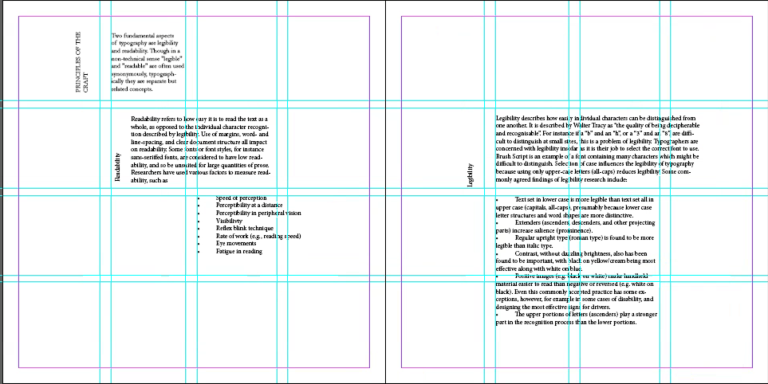 PRINCIPLES OF THE
CRAFT
Two fundamental aspects
of typography are legibility
and readability. Though in a
non-technical sense "legible"
and "readable" are often used
synonymously, typograph-
ically they are separate but
related concepts.
Readability
Readability refers to how easy it is to read the text as a
whole, as opposed to the individual character recogni-
tion described by legibility. Use of margins, word- and
line-spacing, and clear document structure all impact
on readability. Some fonts or font styles, for instance
sans-serifed fonts, are considered to have low read-
ability, and so be unsuited for large quantities of prose.
Researchers have used various factors to measure read-
ability, such as
• Speed of perception
• Perceptibility at a distance
• Perceptibility in peripheral vision
• Visibility
• Reflex blink technique
• Rate of work (e.g., reading speed)
• Eye movements
• Fatigue in reading
Legibility
Legibility describes how easily individual characters can be distinguished from
one another. It is described by Walter Tracy as "the quality of being decipherable
and recognisable". For instance if a "b" and an "h", or a "3" and an "8", are diffi-
cult to distinguish at small sizes, this is a problem of legibility. Typographers are
concerned with legibility insofar as it is their job to select the correct font to use.
Brush Script is an example of a font containing many characters which might be
difficult to distinguish. Selection of case influences the legibility of typography
because using only upper-case letters (all-caps) reduces legibility. Some com-
monly agreed findings of legibility research include:
• Text set in lower case is more legible than text set all in
upper case (capitals, all-caps), presumably because lower case
letter structures and word shapes are more distinctive.
• Extenders (ascenders, descenders, and other projecting
parts) increase salience (prominence).
• Regular upright type (roman type) is found to be more
legible than italic type.
• Contrast, without dazzling brightness, also has been
found to be important, with black on yellow/cream being most
effective along with white on blue.
• Positive images (e.g. black on white) make handheld
material easier to read than negative or reversed (e.g. white on
black). Even this commonly accepted practice has some ex-
ceptions, however, for example in some cases of disability, and
designing the most effective signs for drivers.
• The upper portions of letters (ascenders) play a stronger
part in the recognition process than the lower portions.